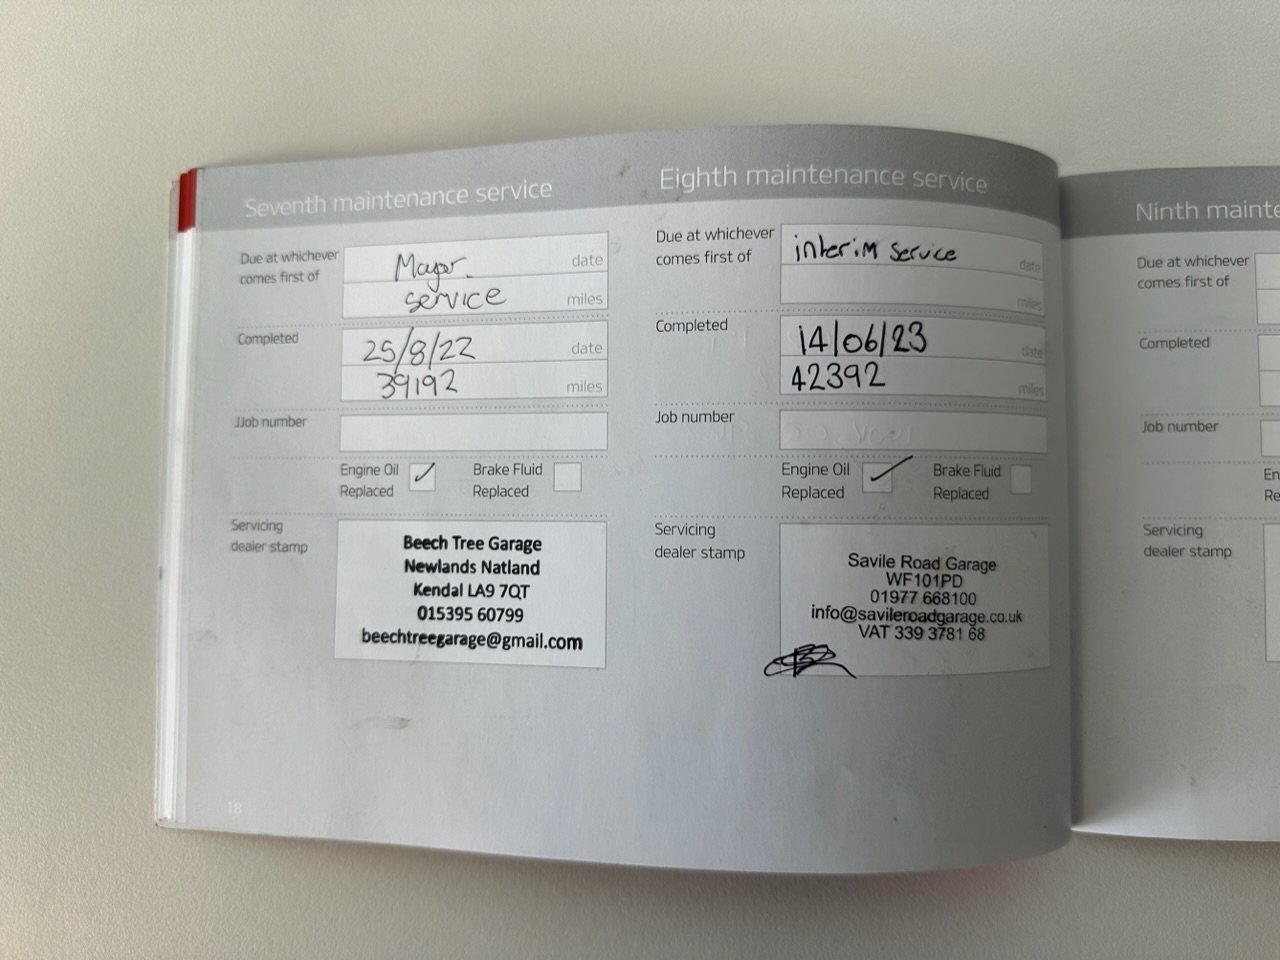 Seventh maintenance service
Due at whichever
comes first of
Mayor.
date
service
miles
Completed
25/8/22
date
39192
miles
JJob number
Engine Oil
Replaced
Brake Fluid
Replaced
Servicing
dealer stamp
Beech Tree Garage
Newlands Natland
Kendal LA9 7QT
015395 60799
beechtreegarage@gmail.com
18
Eighth maintenance service
Due at whichever
comes first of
interim service
date
miles
Completed
14/06/23
date
42392
miles
Job number
Engine Oil
Replaced
Brake Fluid
Replaced
Servicing
dealer stamp
Savile Road Garage
WF101PD
01977 668100
info@savileroadgarage.co.uk
VAT 339 3781 68
Ninth mainte
Due at whichever
comes first of
Completed
Job number
En
Re
Servicing
dealer stamp